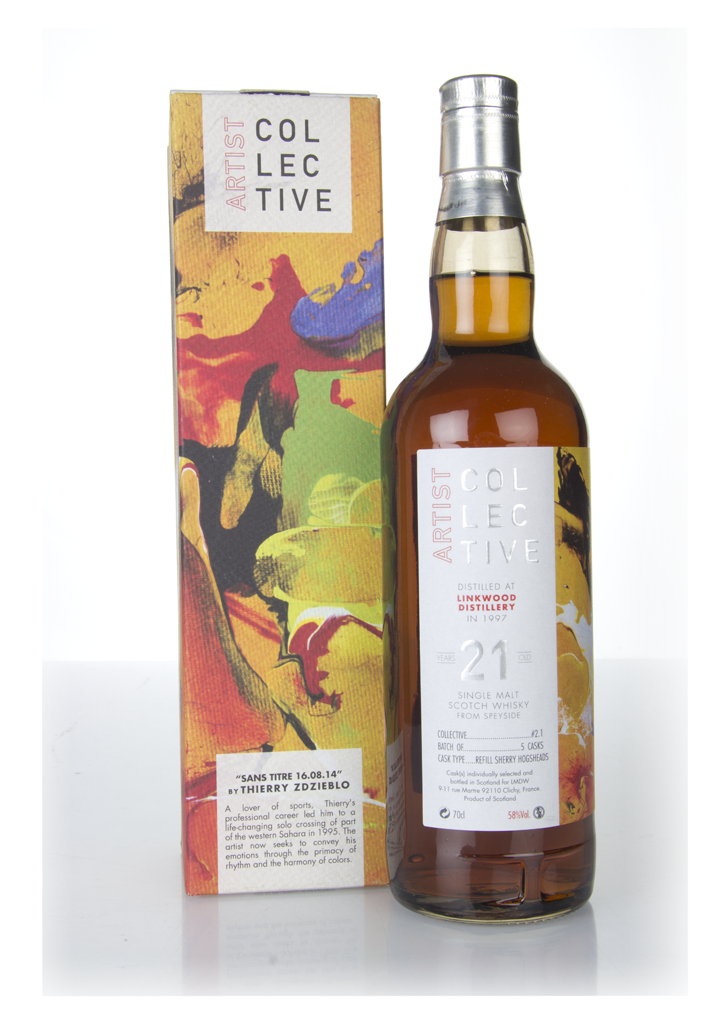 ARTIST
COL
LEC
TIVE
"SANS TITRE 16.08.14"
BY THIERRY ZDZIEBLO
A lover of sports, Thierry's
professional career led him to a
life-changing solo crossing of part
of the western Sahara in 1995. The
artist now seeks to convey his
emotions through the primacy of
rhythm and the harmony of colors.
ARTIST
COL
LEC
TIVE
DISTILLED AT
LINKWOOD
DISTILLERY
IN 1997
YEARS 21 OLD
SINGLE MALT
SCOTCH WHISKY
FROM SPEYSIDE
COLLECTIVE........................#2.1
BATCH OF.....................5 CASKS
CASK TYPE....REFILL SHERRY HOGSHEADS
Cask(s) individually selected and
bottled in Scotland for LMDW
9-11 rue Martre 92110 Clichy, France.
Product of Scotland
70cl 58%Vol.